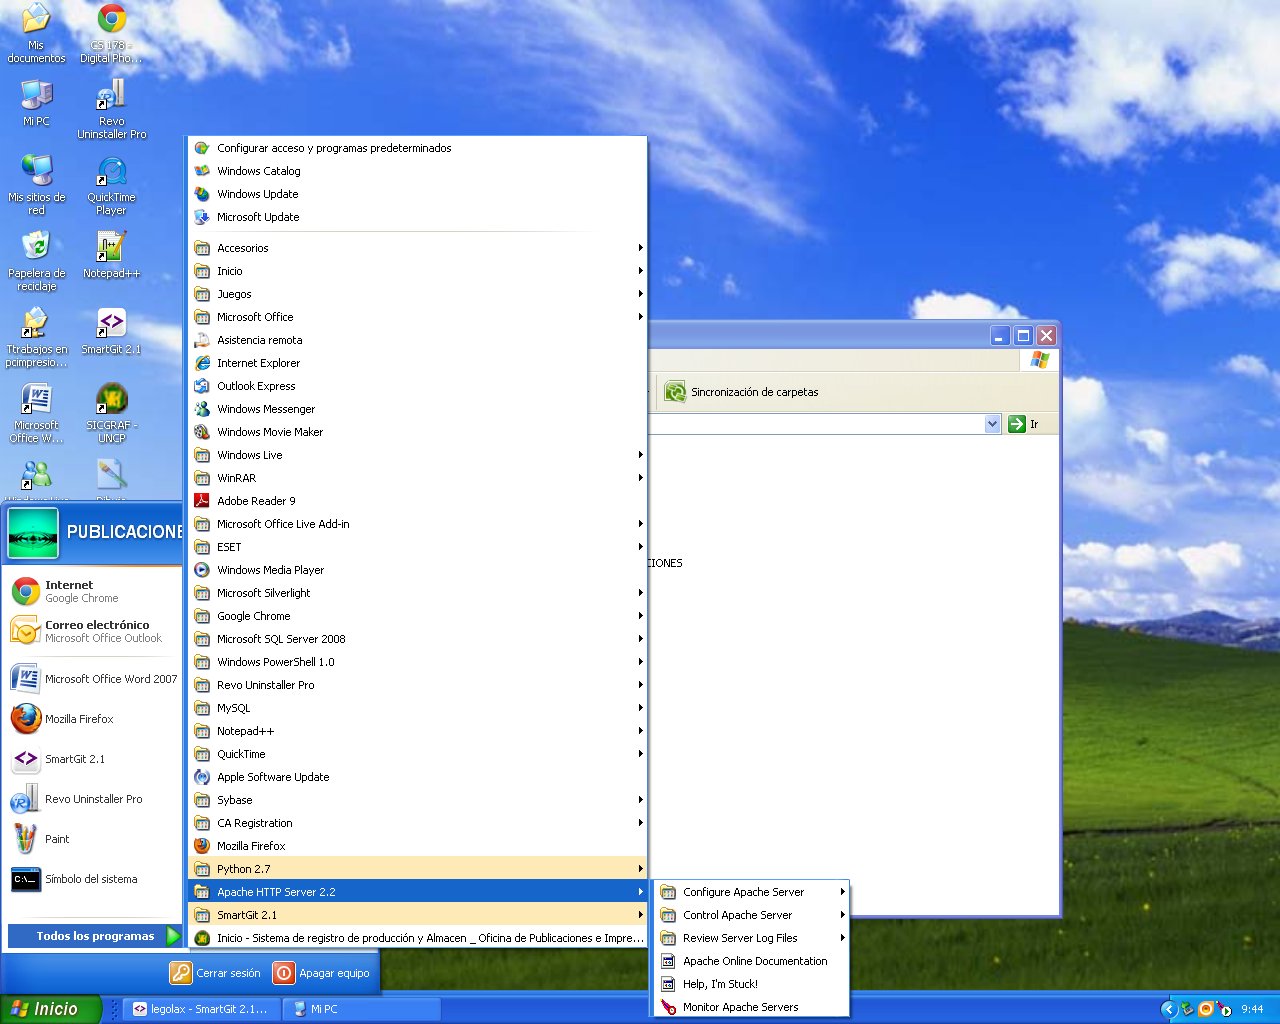 Mis
documentos
CS 178 -
Digital Pho...
Mi PC
Revo
Uninstaller Pro
Mis sitios de
red
QuickTime
Player
Papelera de
reciclaje
Notepad++
Ttrabajos en
pcimpresio...
SmartGit 2.1
Microsoft
Office W...
SICGRAF -
UNCP
PUBLICACIONE
Internet
Google Chrome
Correo electrónico
Microsoft Office Outlook
Microsoft Office Word 2007
Mozilla Firefox
SmartGit 2.1
Revo Uninstaller Pro
Paint
Símbolo del sistema
Todos los programas
Cerrar sesión
Apagar equipo
Configurar acceso y programas predeterminados
Windows Catalog
Windows Update
Microsoft Update
Accesorios
Inicio
Juegos
Microsoft Office
Asistencia remota
Internet Explorer
Outlook Express
Windows Messenger
Windows Movie Maker
Windows Live
WinRAR
Adobe Reader 9
Microsoft Office Live Add-in
ESET
Windows Media Player
Microsoft Silverlight
Google Chrome
Microsoft SQL Server 2008
Windows PowerShell 1.0
Revo Uninstaller Pro
MySQL
Notepad++
QuickTime
Apple Software Update
Sybase
CA Registration
Mozilla Firefox
Python 2.7
Apache HTTP Server 2.2
SmartGit 2.1
Inicio - Sistema de registro de producción y Almacen _ Oficina de Publicaciones e Impre...
Configure Apache Server
Control Apache Server
Review Server Log Files
Apache Online Documentation
Help, I'm Stuck!
Monitor Apache Servers
Sincronización de carpetas
Ir
CIONES
Inicio
legolax - SmartGit 2.1...
Mi PC
9:44